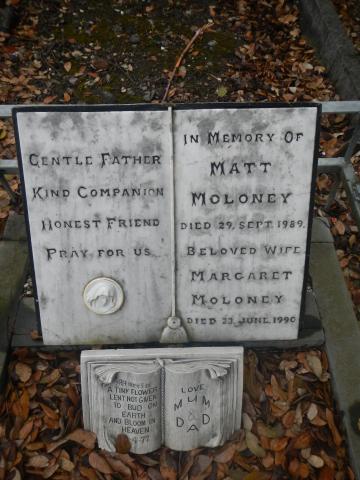 GENTLE FATHER
KIND COMPANION
HONEST FRIEND
PRAY FOR US
IN MEMORY OF
MATT
MOLONEY
DIED 29. SEPT. 1989.
BELOVED WIFE
MARGARET
MOLONEY
DIED 23. JUNE. 1990
A TINY FLOWER
LENT NOT GIVEN
TO BUD ON
EARTH
AND BLOOM IN
HEAVEN
LOVE,
MUM
&
DAD